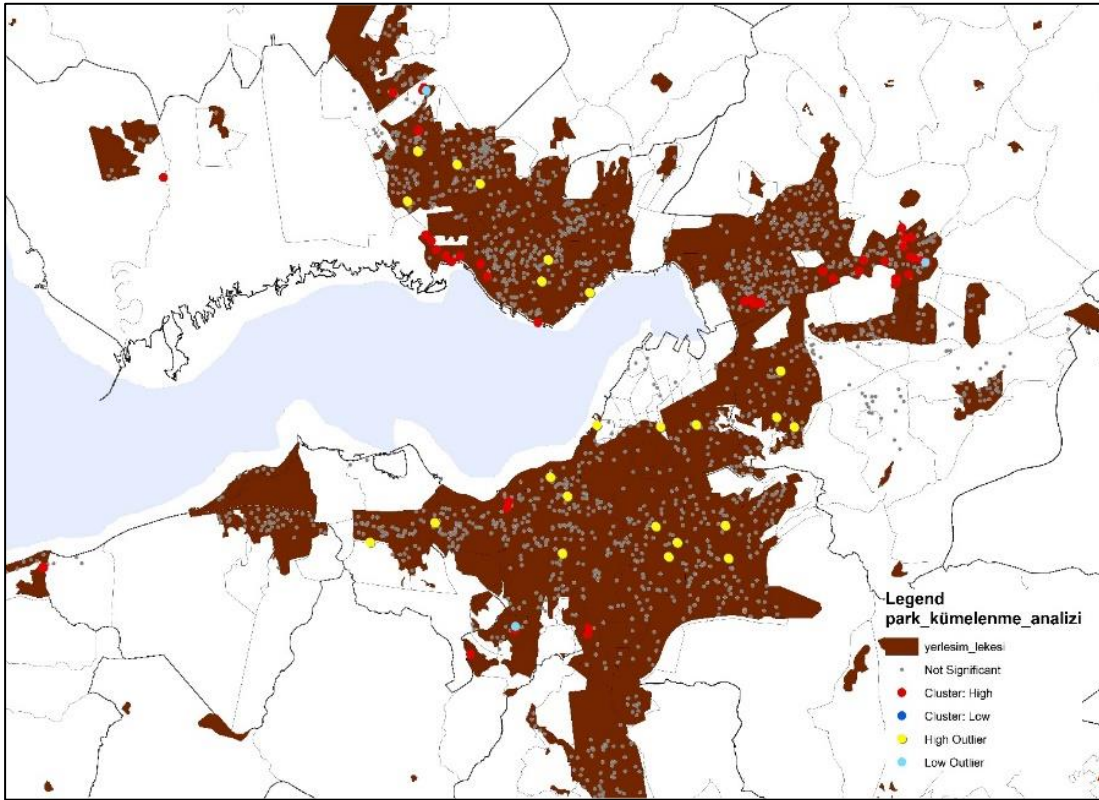 Legend
park_kümelenme_analizi
yerlesim_lekesi
Not Significant
Cluster: High
Cluster: Low
High Outlier
Low Outlier